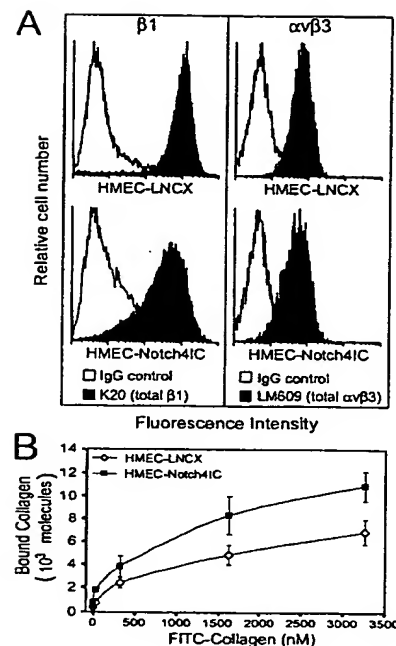 A
β1
αvβ3
Relative cell number
HMEC-LNCX
HMEC-LNCX
HMEC-Notch4IC
HMEC-Notch4IC
IgG control
K20 (total β1)
IgG control
LM609 (total αvβ3)
Fluorescence Intensity
B
HMEC-LNCX
HMEC-Notch4IC
Bound Collagen
(10³ molecules)
14
12
10
8
6
4
2
0
0
500
1000
1500
2000
2500
3000
3500
FITC-Collagen (nM)